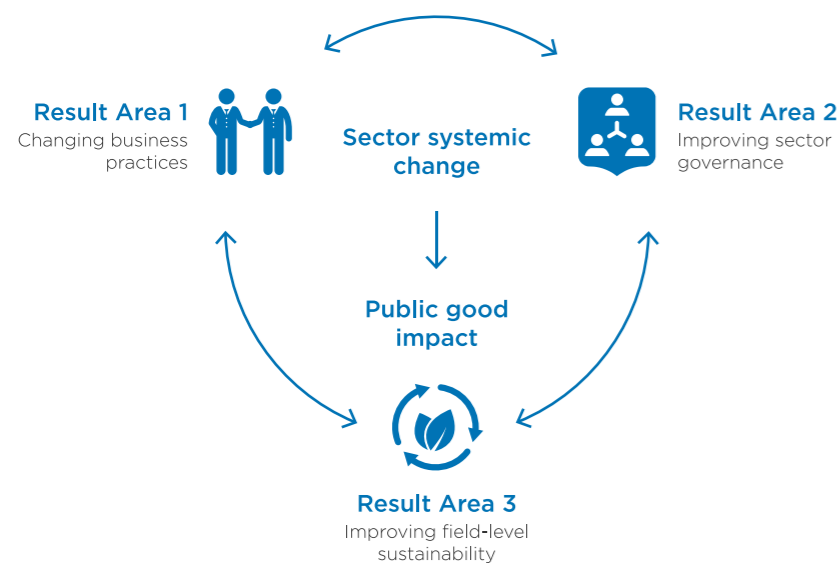 Result Area 1
Changing business
practices
Sector systemic
change
Result Area 2
Improving sector
governance
Public good
impact
Result Area 3
Improving field-level
sustainability